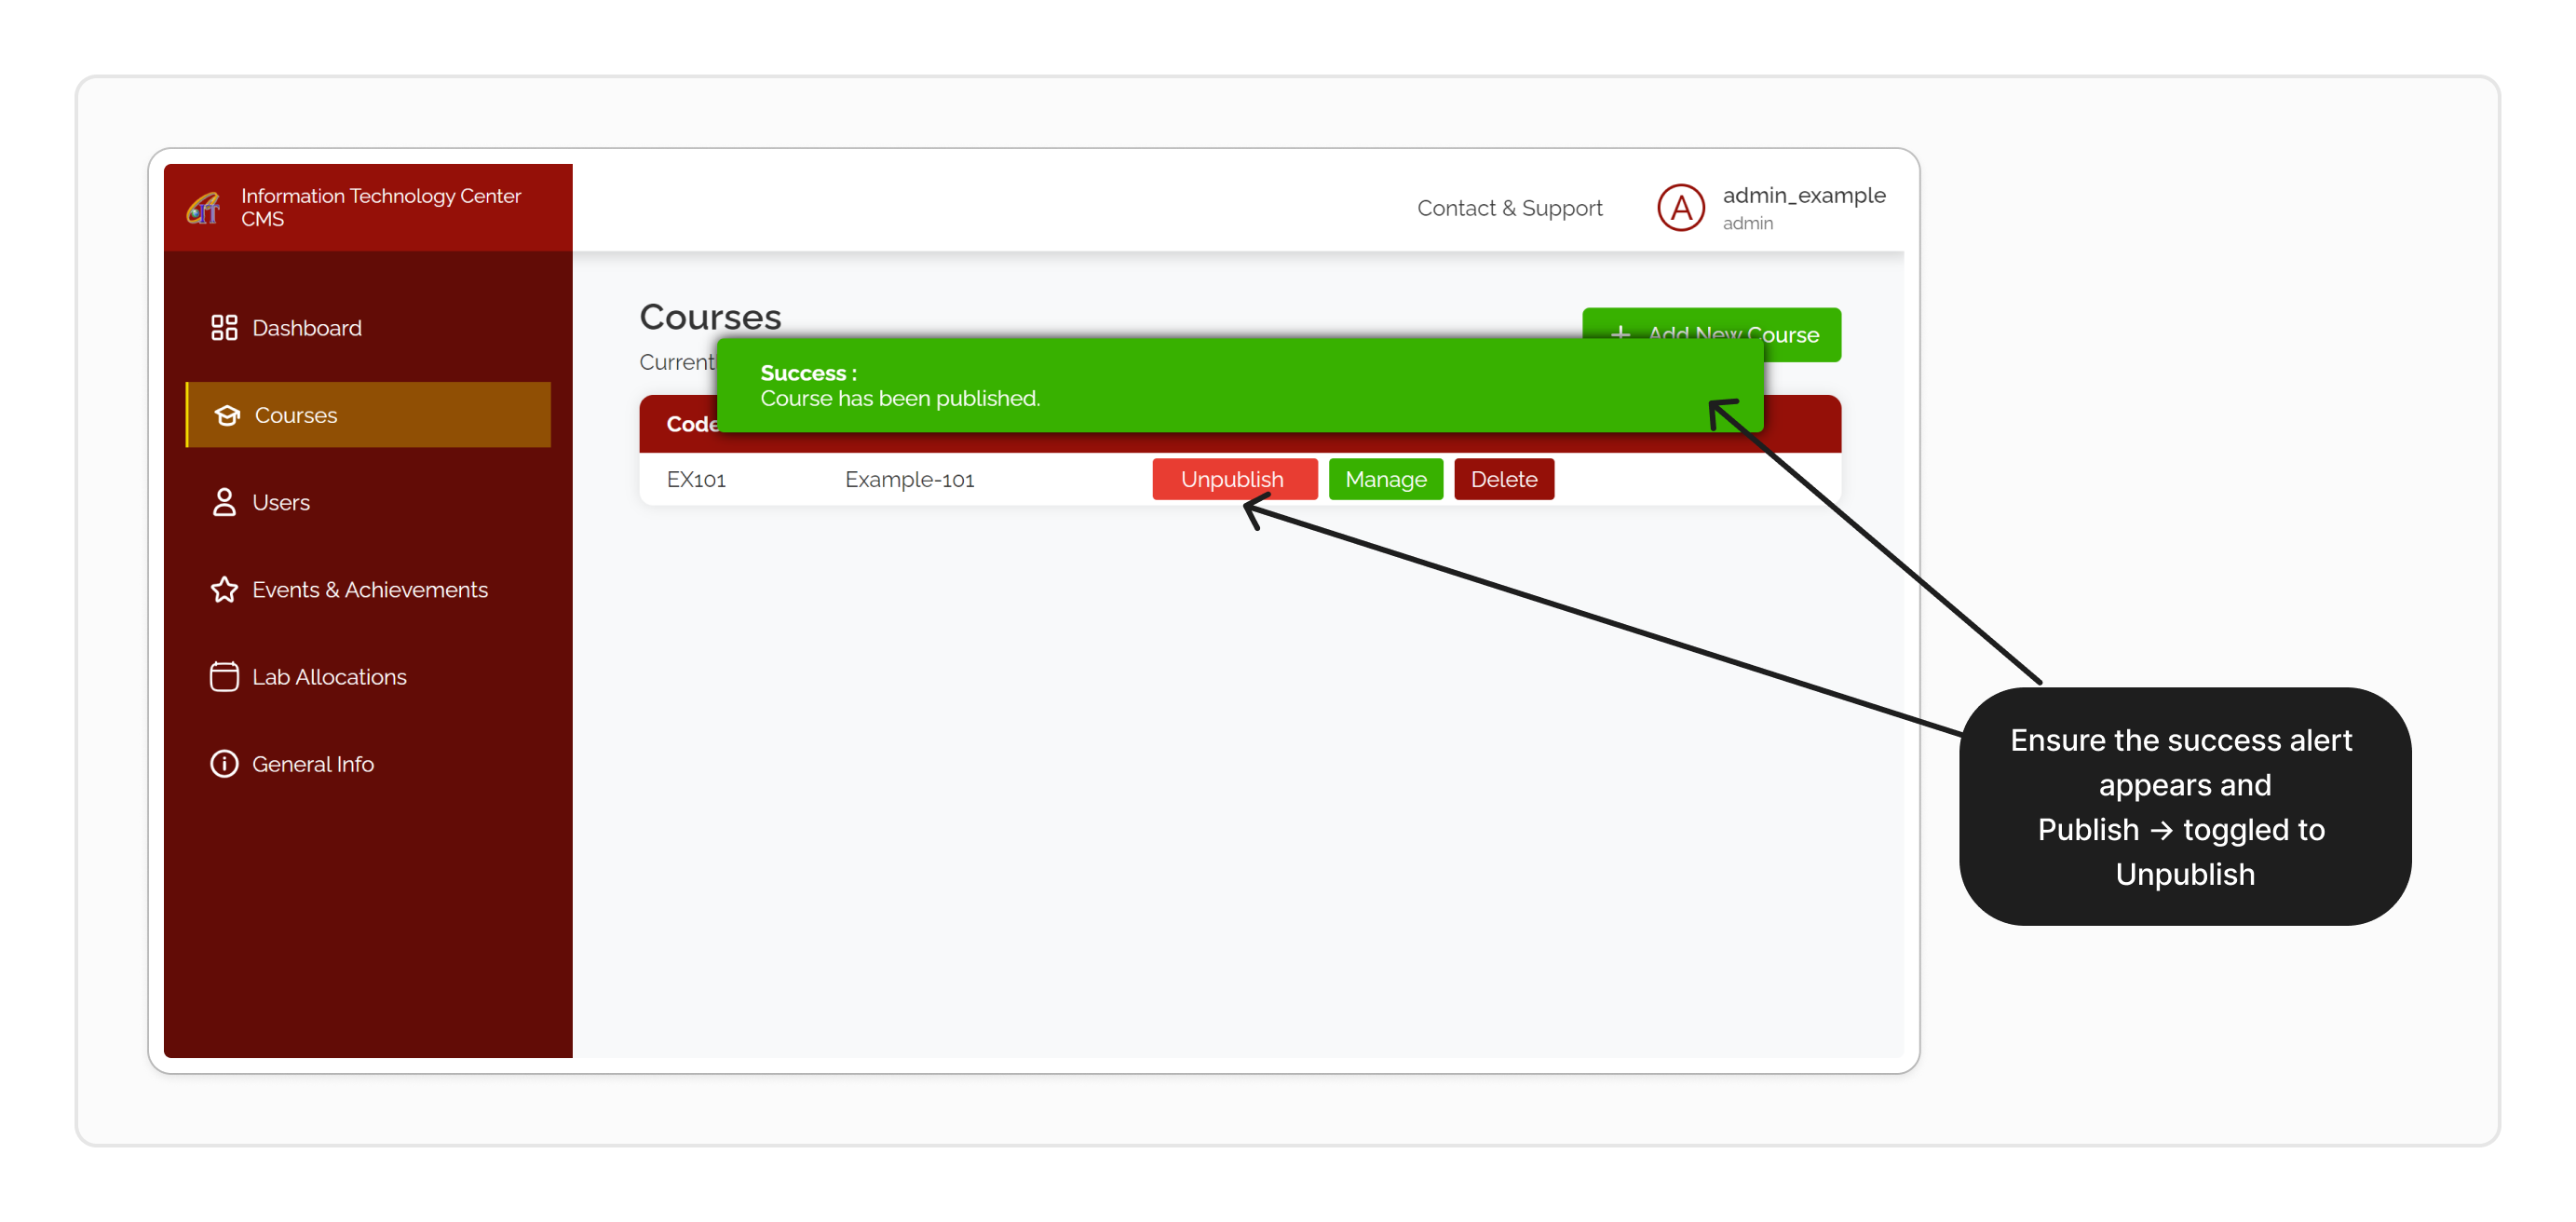 Information Technology Center
CMS
Contact & Support
A
admin_example
admin
Dashboard
Courses
Users
Events & Achievements
Lab Allocations
General Info
Courses
Add New Course
Success :
Course has been published.
Code
EX101
Example-101
Unpublish
Manage
Delete
Ensure the success alert
appears and
Publish → toggled to
Unpublish